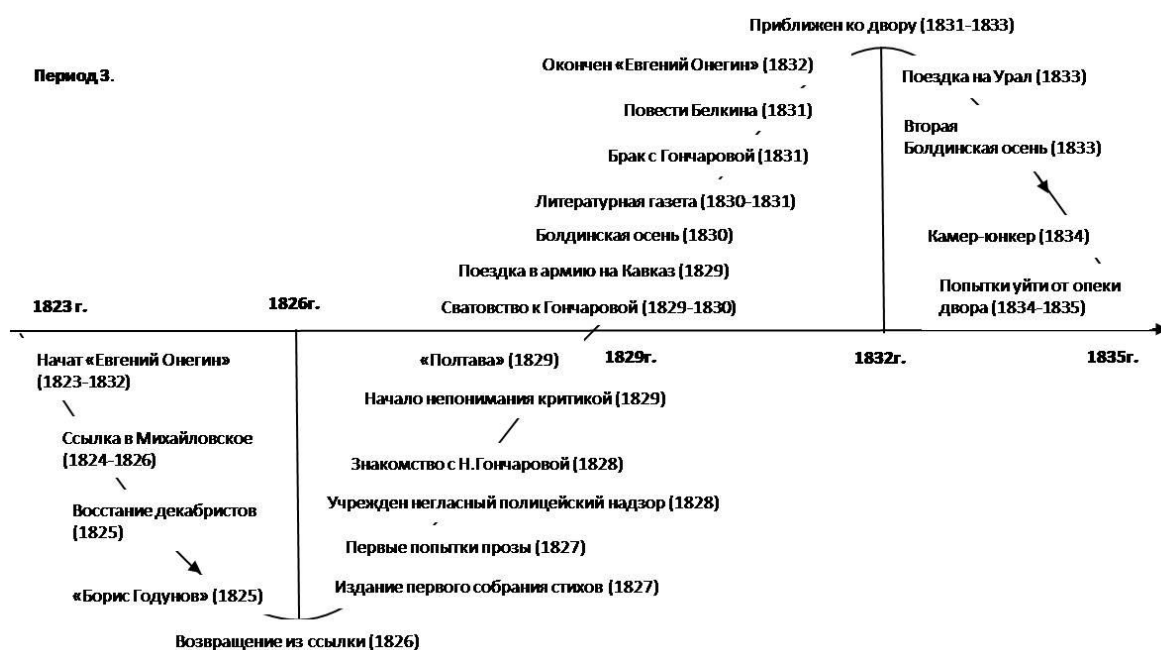 Приближен ко двору (1831-1833)
Период 3.
Окончен «Евгений Онегин» (1832)
Поездка на Урал (1833)
Повести Белкина (1831)
Вторая
Болдинская осень (1833)
Брак с Гончаровой (1831)
Литературная газета (1830-1831)
Болдинская осень (1830)
Камер-юнкер (1834)
Поездка в армию на Кавказ (1829)
Попытки уйти от опеки
двора (1834-1835)
1823 г.
1826г.
Сватовство к Гончаровой (1829-1830)
Начат «Евгений Онегин»
(1823-1832)
«Полтава» (1829)
1829г.
1832г.
1835г.
Начало непонимания критикой (1829)
Ссылка в Михайловское
(1824-1826)
Знакомство с Н.Гончаровой (1828)
Восстание декабристов
(1825)
Учрежден негласный полицейский надзор (1828)
Первые попытки прозы (1827)
«Борис Годунов» (1825)
Издание первого собрания стихов (1827)
Возвращение из ссылки (1826)